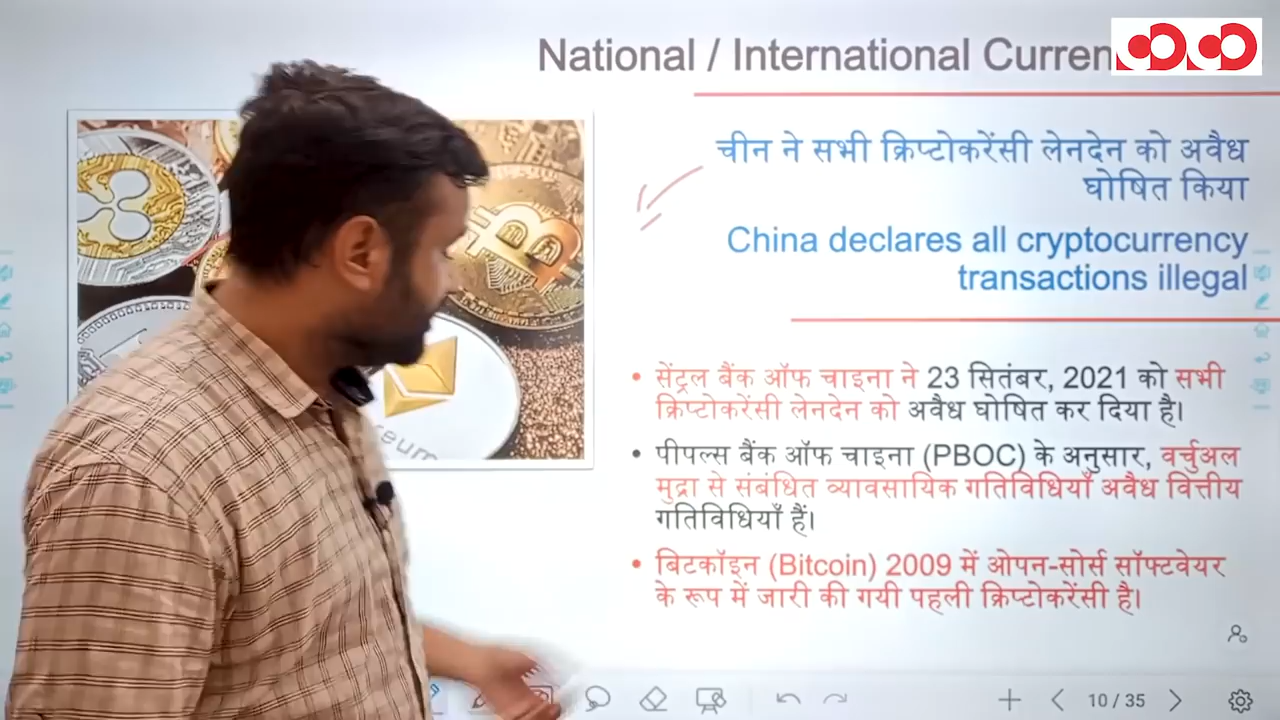 National / International Curren
चीन ने सभी क्रिप्टोकरेंसी लेनदेन को अवैध
घोषित किया
China declares all cryptocurrency
transactions illegal
• सेंट्रल बैंक ऑफ चाइना ने 23 सितंबर, 2021 को सभी
क्रिप्टोकरेंसी लेनदेन को अवैध घोषित कर दिया है।
• पीपल्स बैंक ऑफ चाइना (PBOC) के अनुसार, वर्चुअल
मुद्रा से संबंधित व्यावसायिक गतिविधियाँ अवैध वित्तीय
गतिविधियाँ हैं।
• बिटकॉइन (Bitcoin) 2009 में ओपन-सोर्स सॉफ्टवेयर
के रूप में जारी की गयी पहली क्रिप्टोकरेंसी है।
reum
10 / 35